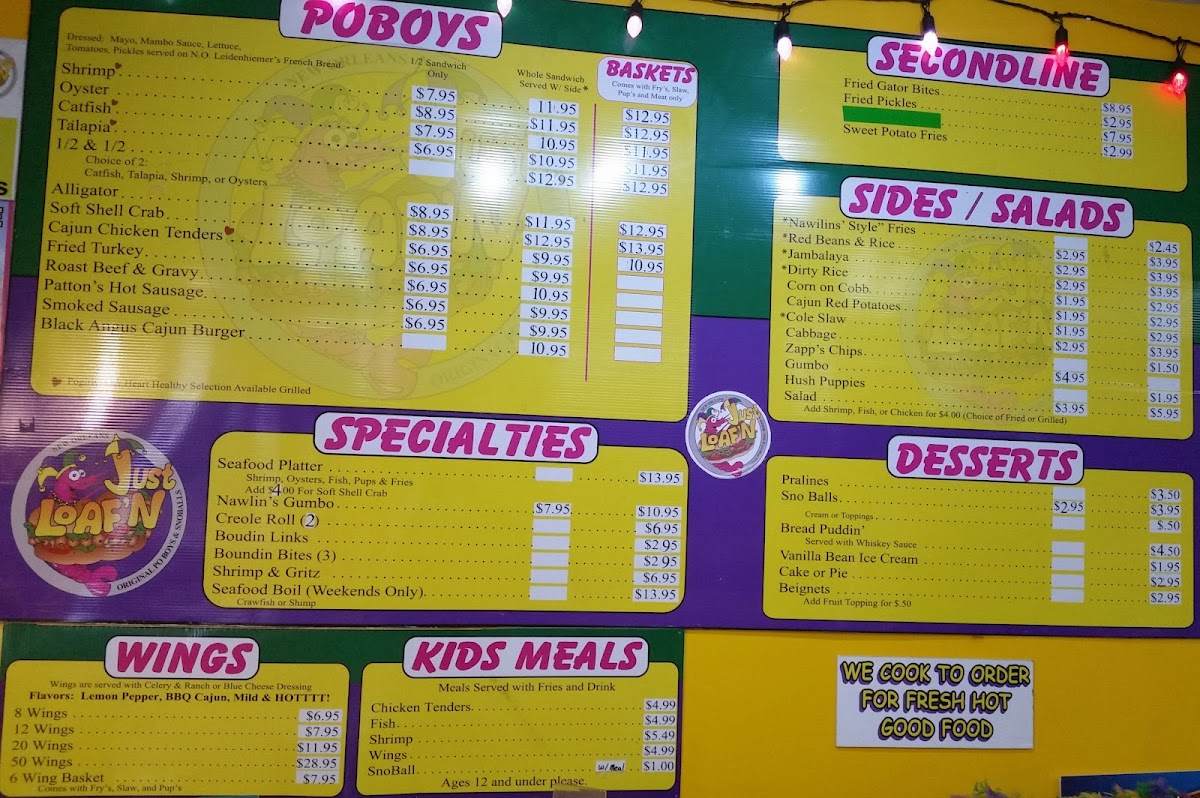 POBOYS
Dressed: Mayo, Mambo Sauce, Lettuce,
Tomatoes, Pickles served on N.O. Leidenhiemer's French Bread.
1/2 Sandwich
Only
Whole Sandwich
Served W/ Side*
BASKETS
Comes with Fry's, Slaw,
Pup's and Meat only
Shrimp $7.95 11.95 $12.95
Oyster $8.95 $11.95 $12.95
Catfish $7.95 10.95 $11.95
Talapia $6.95 $10.95 $11.95
1/2 & 1/2 $12.95 $12.95
Choice of 2:
Catfish, Talapia, Shrimp, or Oysters
Alligator $8.95 $11.95 $12.95
Soft Shell Crab $8.95 $12.95 $13.95
Cajun Chicken Tenders $6.95 $9.95 10.95
Fried Turkey $6.95 $9.95
Roast Beef & Gravy $6.95 10.95
Patton's Hot Sausage $6.95 $9.95
Smoked Sausage $6.95 $9.95
Black Angus Cajun Burger 10.95
Heart Healthy Selection Available Grilled
SECONDLINE
Fried Gator Bites $8.95
Fried Pickles $2.95
$7.95
Sweet Potato Fries $2.99
SIDES / SALADS
*Nawilins' Style" Fries $2.45
*Red Beans & Rice $2.95 $3.95
*Jambalaya $2.95 $3.95
*Dirty Rice $2.95 $3.95
Corn on Cobb $1.95 $2.95
Cajun Red Potatoes $1.95 $2.95
*Cole Slaw $1.95 $2.95
Cabbage $2.95 $3.95
Zapp's Chips $1.50
Gumbo $4.95
Hush Puppies $1.95
Salad $3.95 $5.95
Add Shrimp, Fish, or Chicken for $4.00 (Choice of Fried or Grilled)
NEW ORLEANS
Just
LOAF'N
ORIGINAL PO BOYS & SNOBALLS
Just
LOAF'N
SPECIALTIES
Seafood Platter $13.95
Shrimp, Oysters, Fish, Pups & Fries
Add $4.00 For Soft Shell Crab
Nawlin's Gumbo $7.95 $10.95
Creole Roll (2) $6.95
Boudin Links $2.95
Boundin Bites (3) $2.95
Shrimp & Gritz $6.95
Seafood Boil (Weekends Only) $13.95
Crawfish or Shimp
DESSERTS
Pralines $3.50
Sno Balls $2.95 $3.95
Cream or Toppings $.50
Bread Puddin'
Served with Whiskey Sauce $4.50
Vanilla Bean Ice Cream $1.95
Cake or Pie $2.95
Beignets $2.95
Add Fruit Topping for $.50
WINGS
Wings are served with Celery & Ranch or Blue Cheese Dressing
Flavors: Lemon Pepper, BBQ Cajun, Mild & HOTTTT!
8 Wings $6.95
12 Wings $7.95
20 Wings $11.95
50 Wings $28.95
6 Wing Basket $7.95
Comes with Fry's, Slaw, and Pup's
KIDS MEALS
Meals Served with Fries and Drink
Chicken Tenders $4.99
Fish $4.99
Shrimp $5.49
Wings $4.99
SnoBall w/ Meal $1.00
Ages 12 and under please.
WE COOK TO ORDER
FOR FRESH HOT
GOOD FOOD